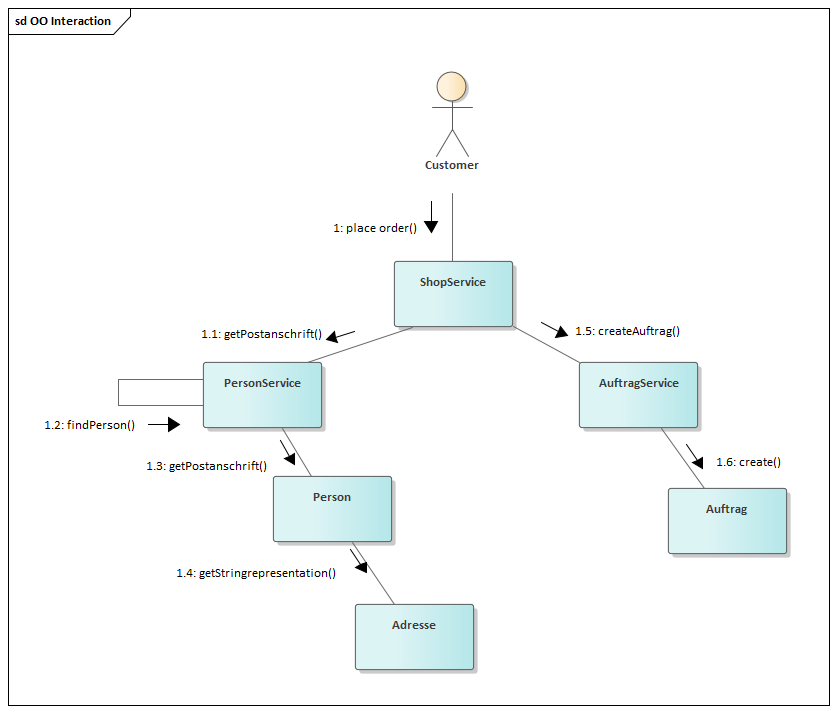 sd OO Interaction
Customer
1: place order()
ShopService
1.1: getPostanschrift()
1.5: createAuftrag()
PersonService
AuftragService
1.2: findPerson()
1.3: getPostanschrift()
1.6: create()
Person
Auftrag
1.4: getStringrepresentation()
Adresse